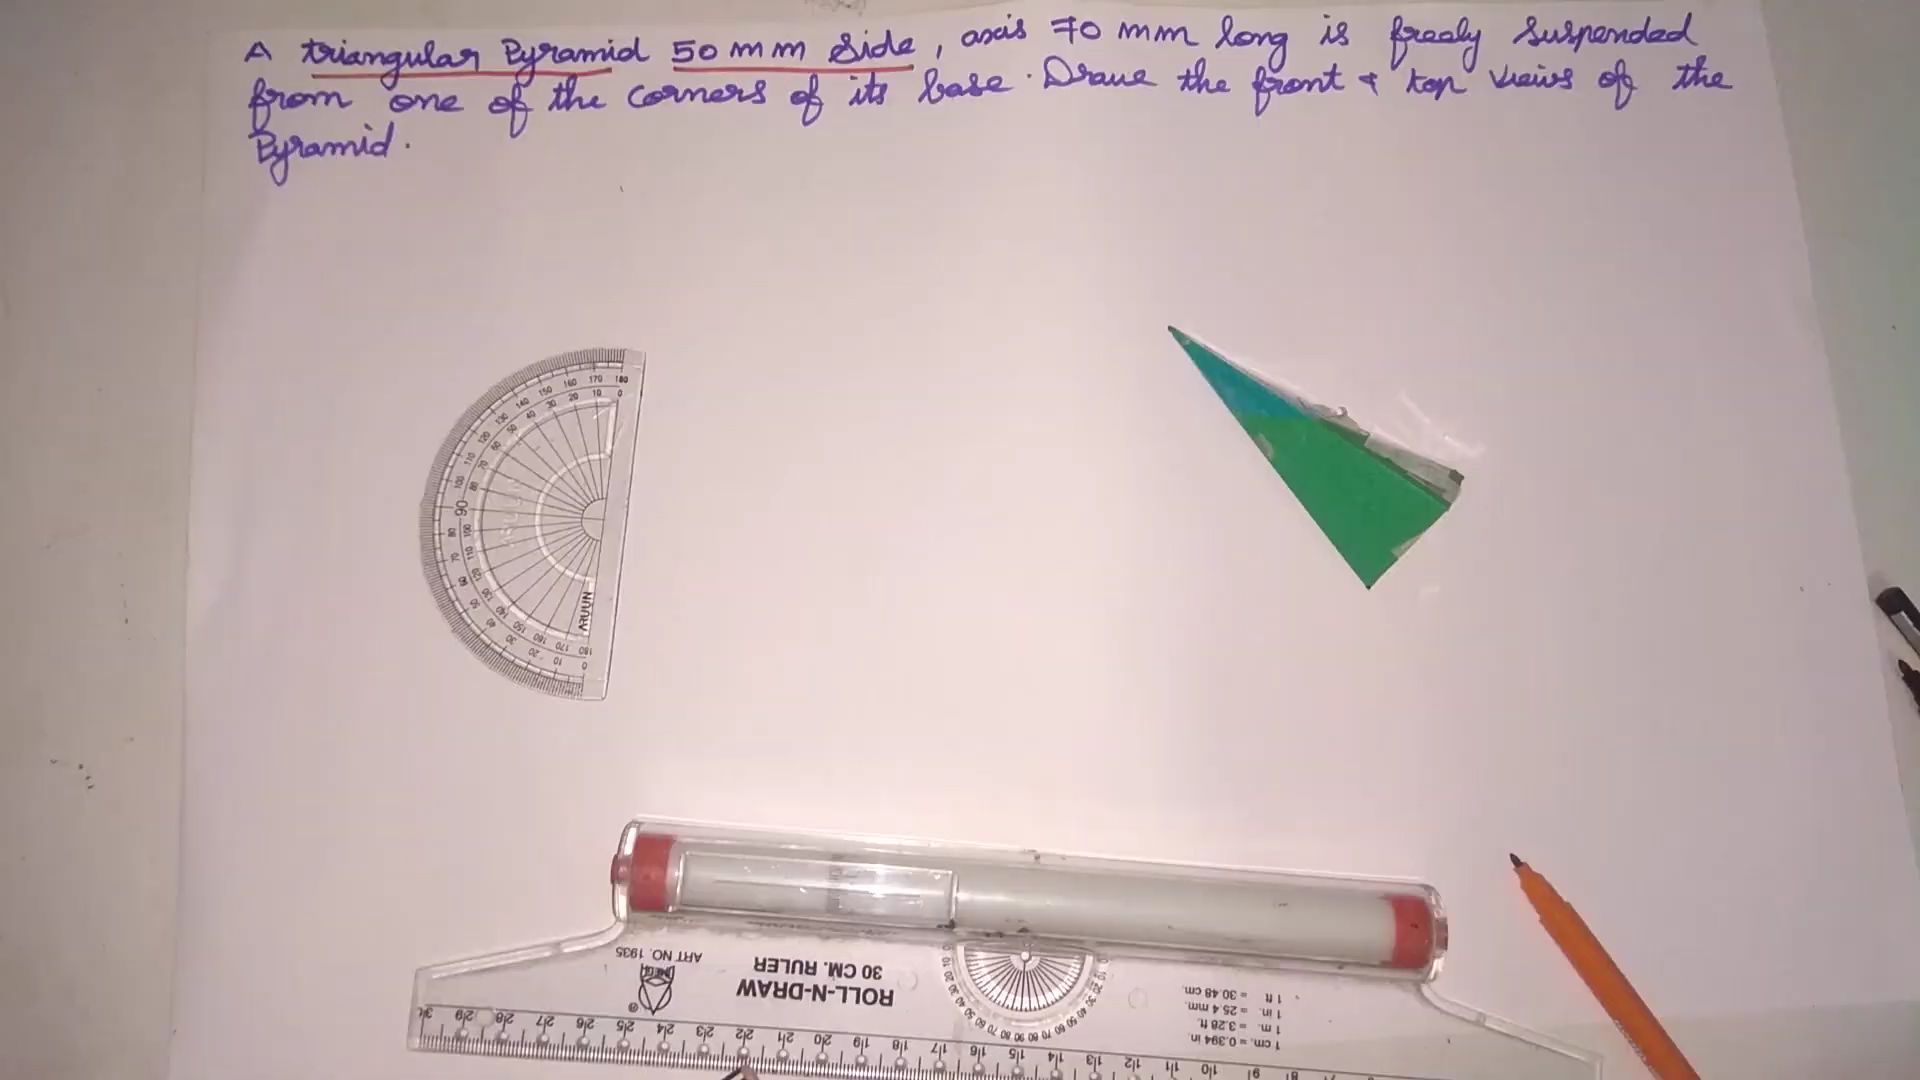 A triangular Pyramid 50 mm Side, axis 70 mm long is freely suspended
from one of the corners of its base. Draw the front & top views of the
Pyramid.
ARJUN
ART NO. 1935
ROLL-N-DRAW
30 CM. RULER
1 ft = 30.48 cm.
1 in. = 25.4 mm.
1 m. = 3.28 ft.
1 cm. = 0.394 in.